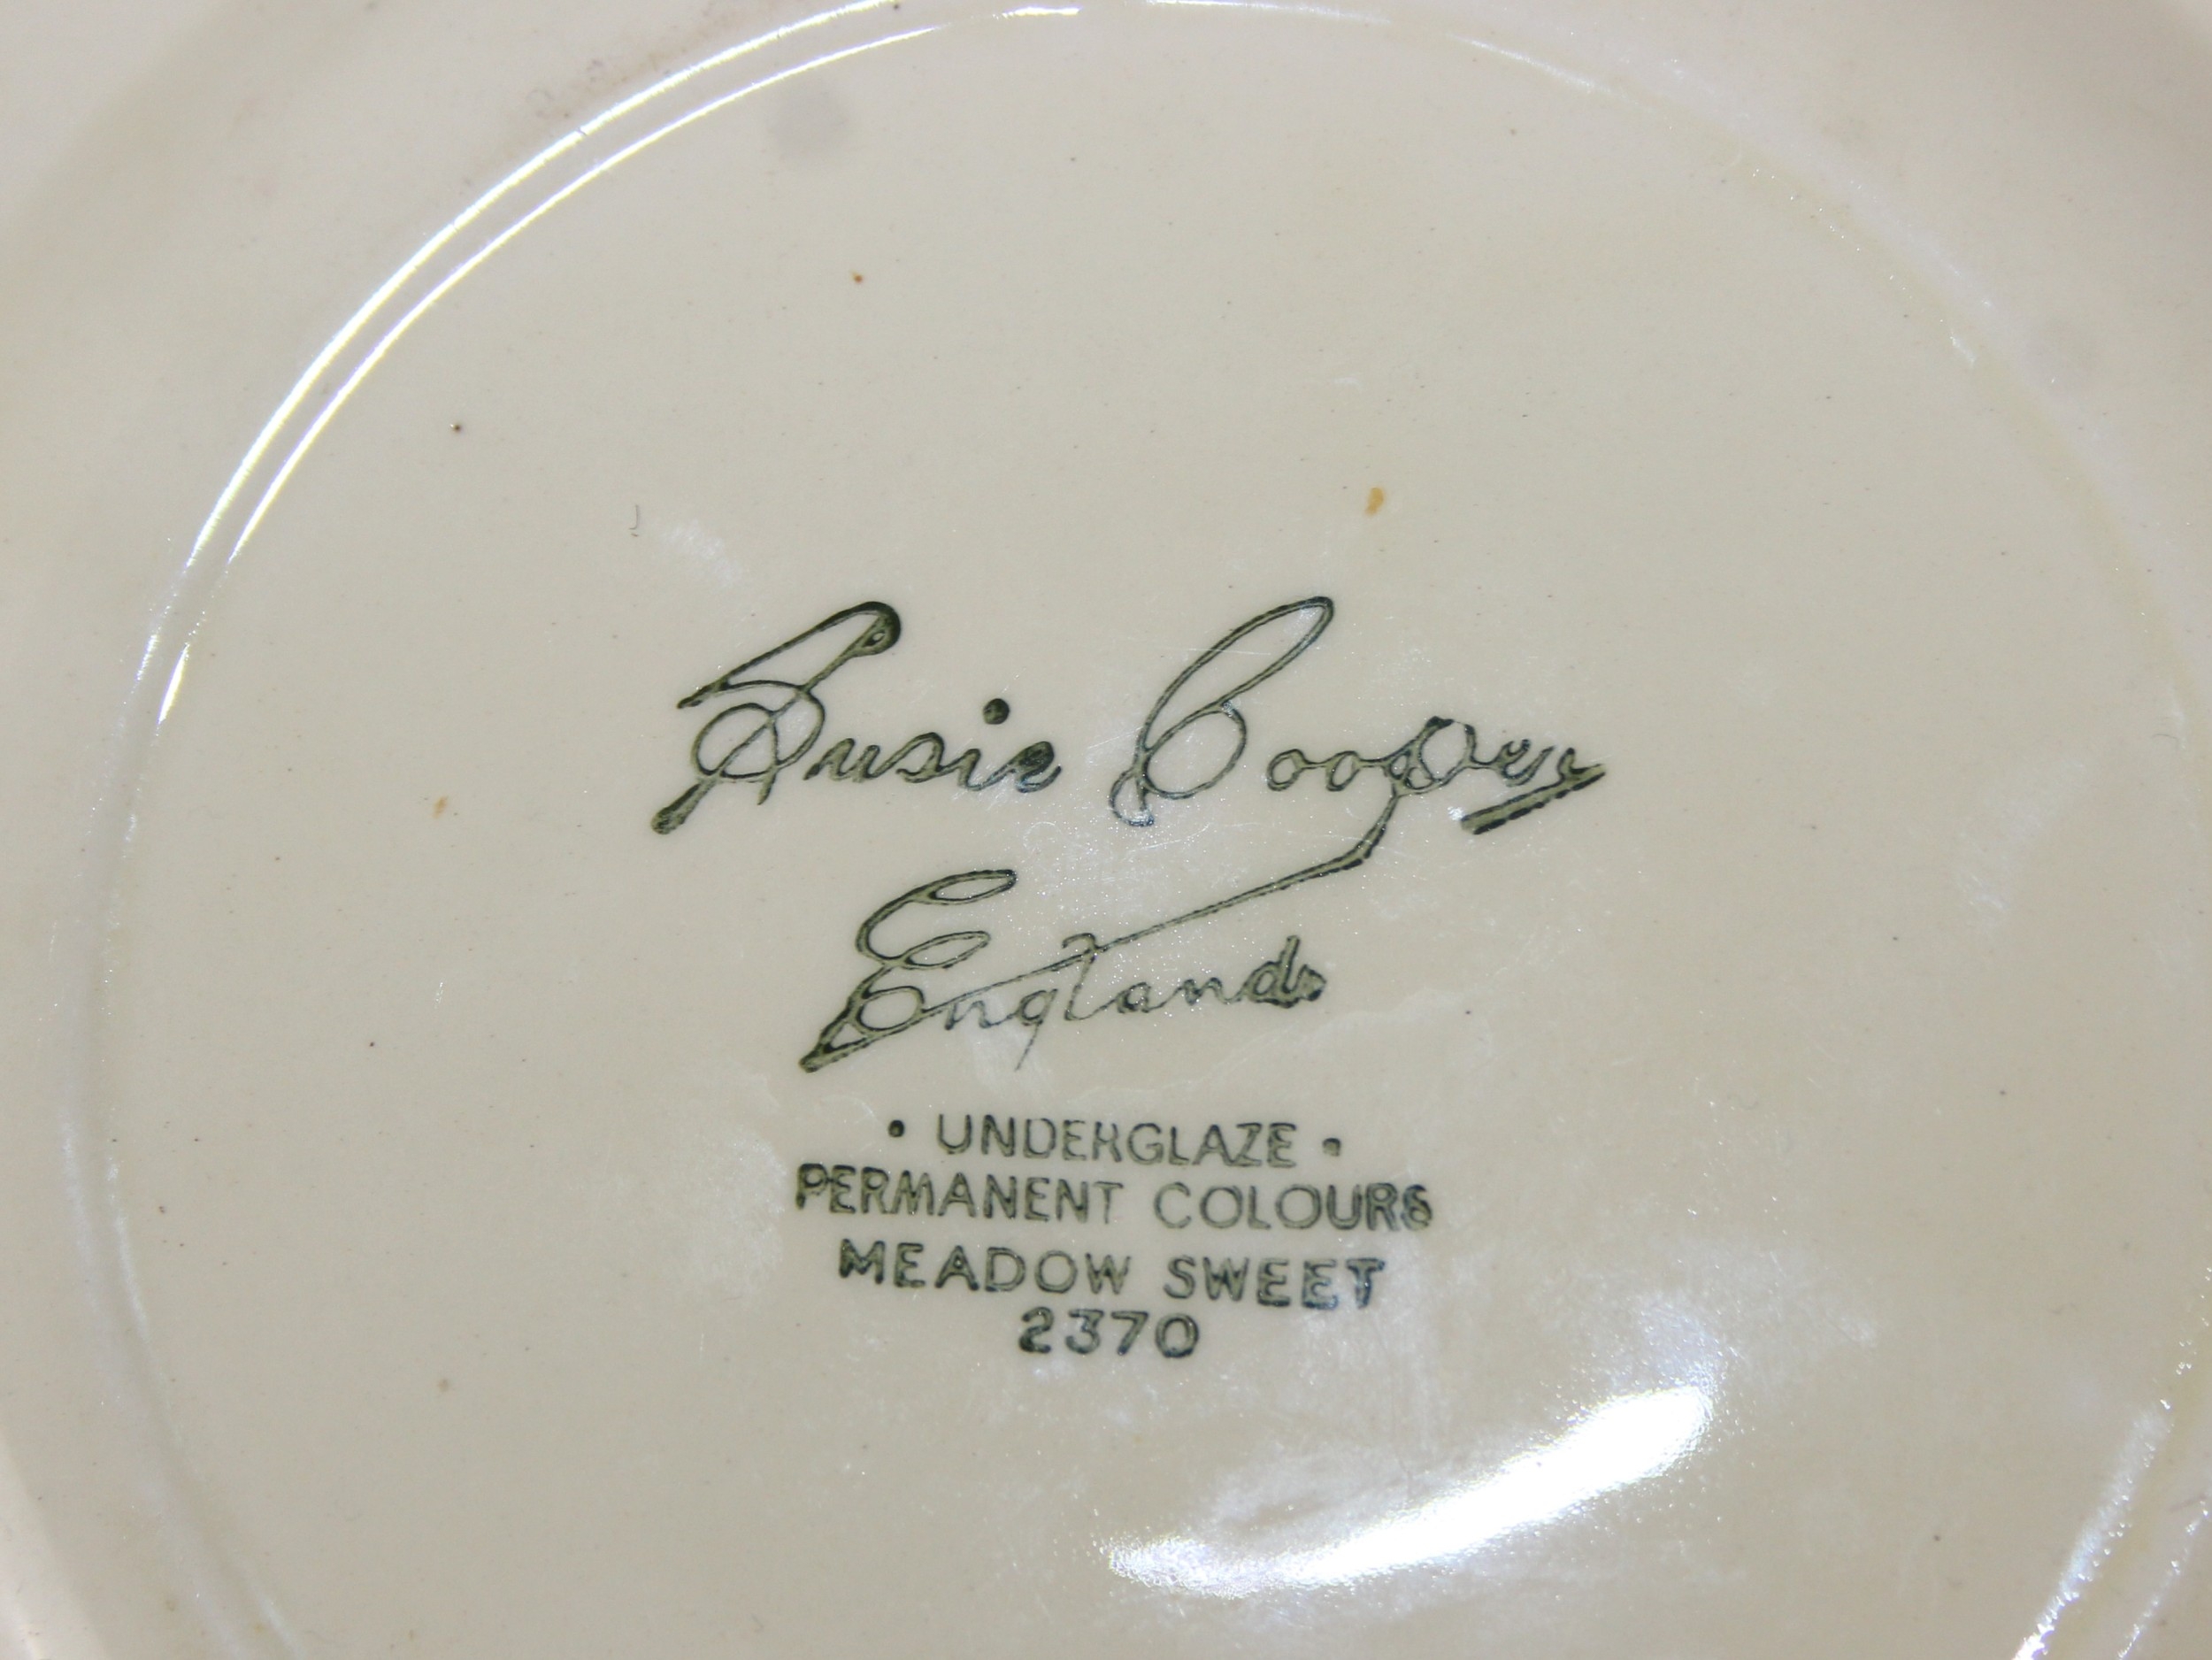 Susie Cooper
England
• UNDERGLAZE •
PERMANENT COLOURS
MEADOW SWEET
2370